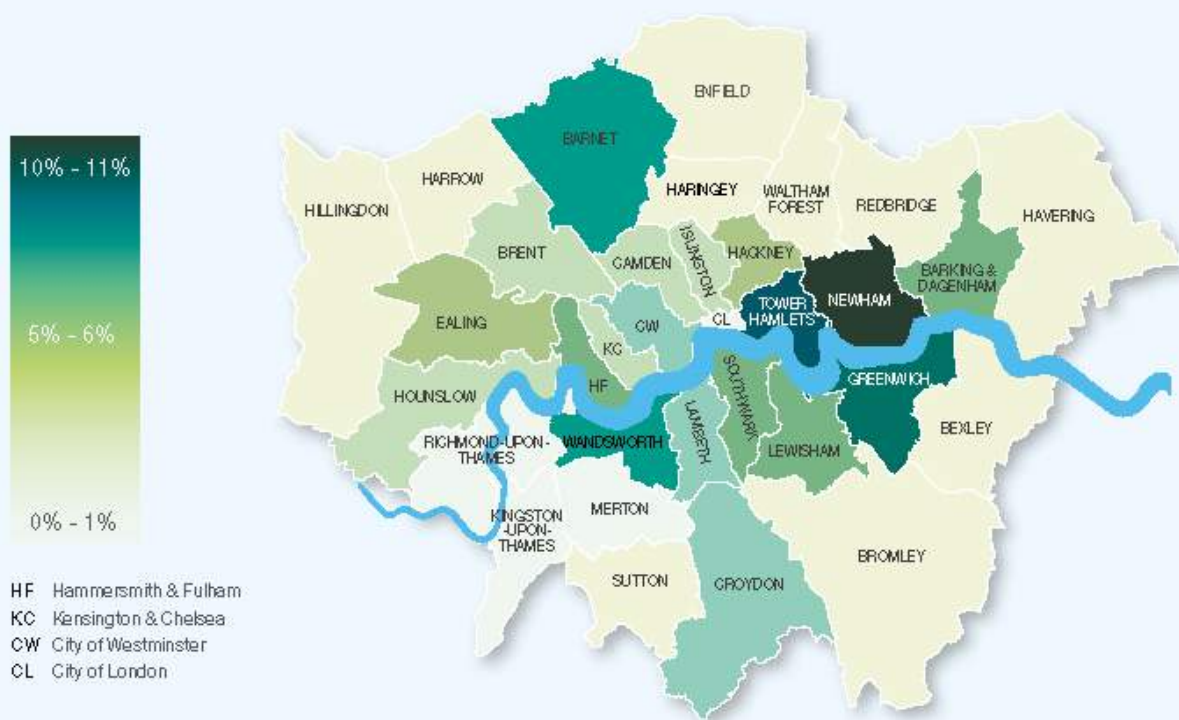 10% - 11%
5% - 6%
0% - 1%
HF Hammersmith & Fulham
KC Kensington & Chelsea
CW City of Westminster
CL City of London
ENFIELD
BARNET
HARROW
HARINGEY
WALTHAM
FOREST
REDBRIDGE
HAVERING
HILLINGDON
BRENT
CAMDEN
ISLINGTON
HACKNEY
BARKING &
DAGENHAM
EALING
CW
CL
TOWER
HAMLETS
NEWHAM
KC
HOUNSLOW
HF
SOUTHWARK
GREENWICH
RICHMOND-UPON-
THAMES
WANDSWORTH
LAMBETH
LEWISHAM
BEXLEY
KINGSTON
-UPON-
THAMES
MERTON
BROMLEY
SUTTON
CROYDON